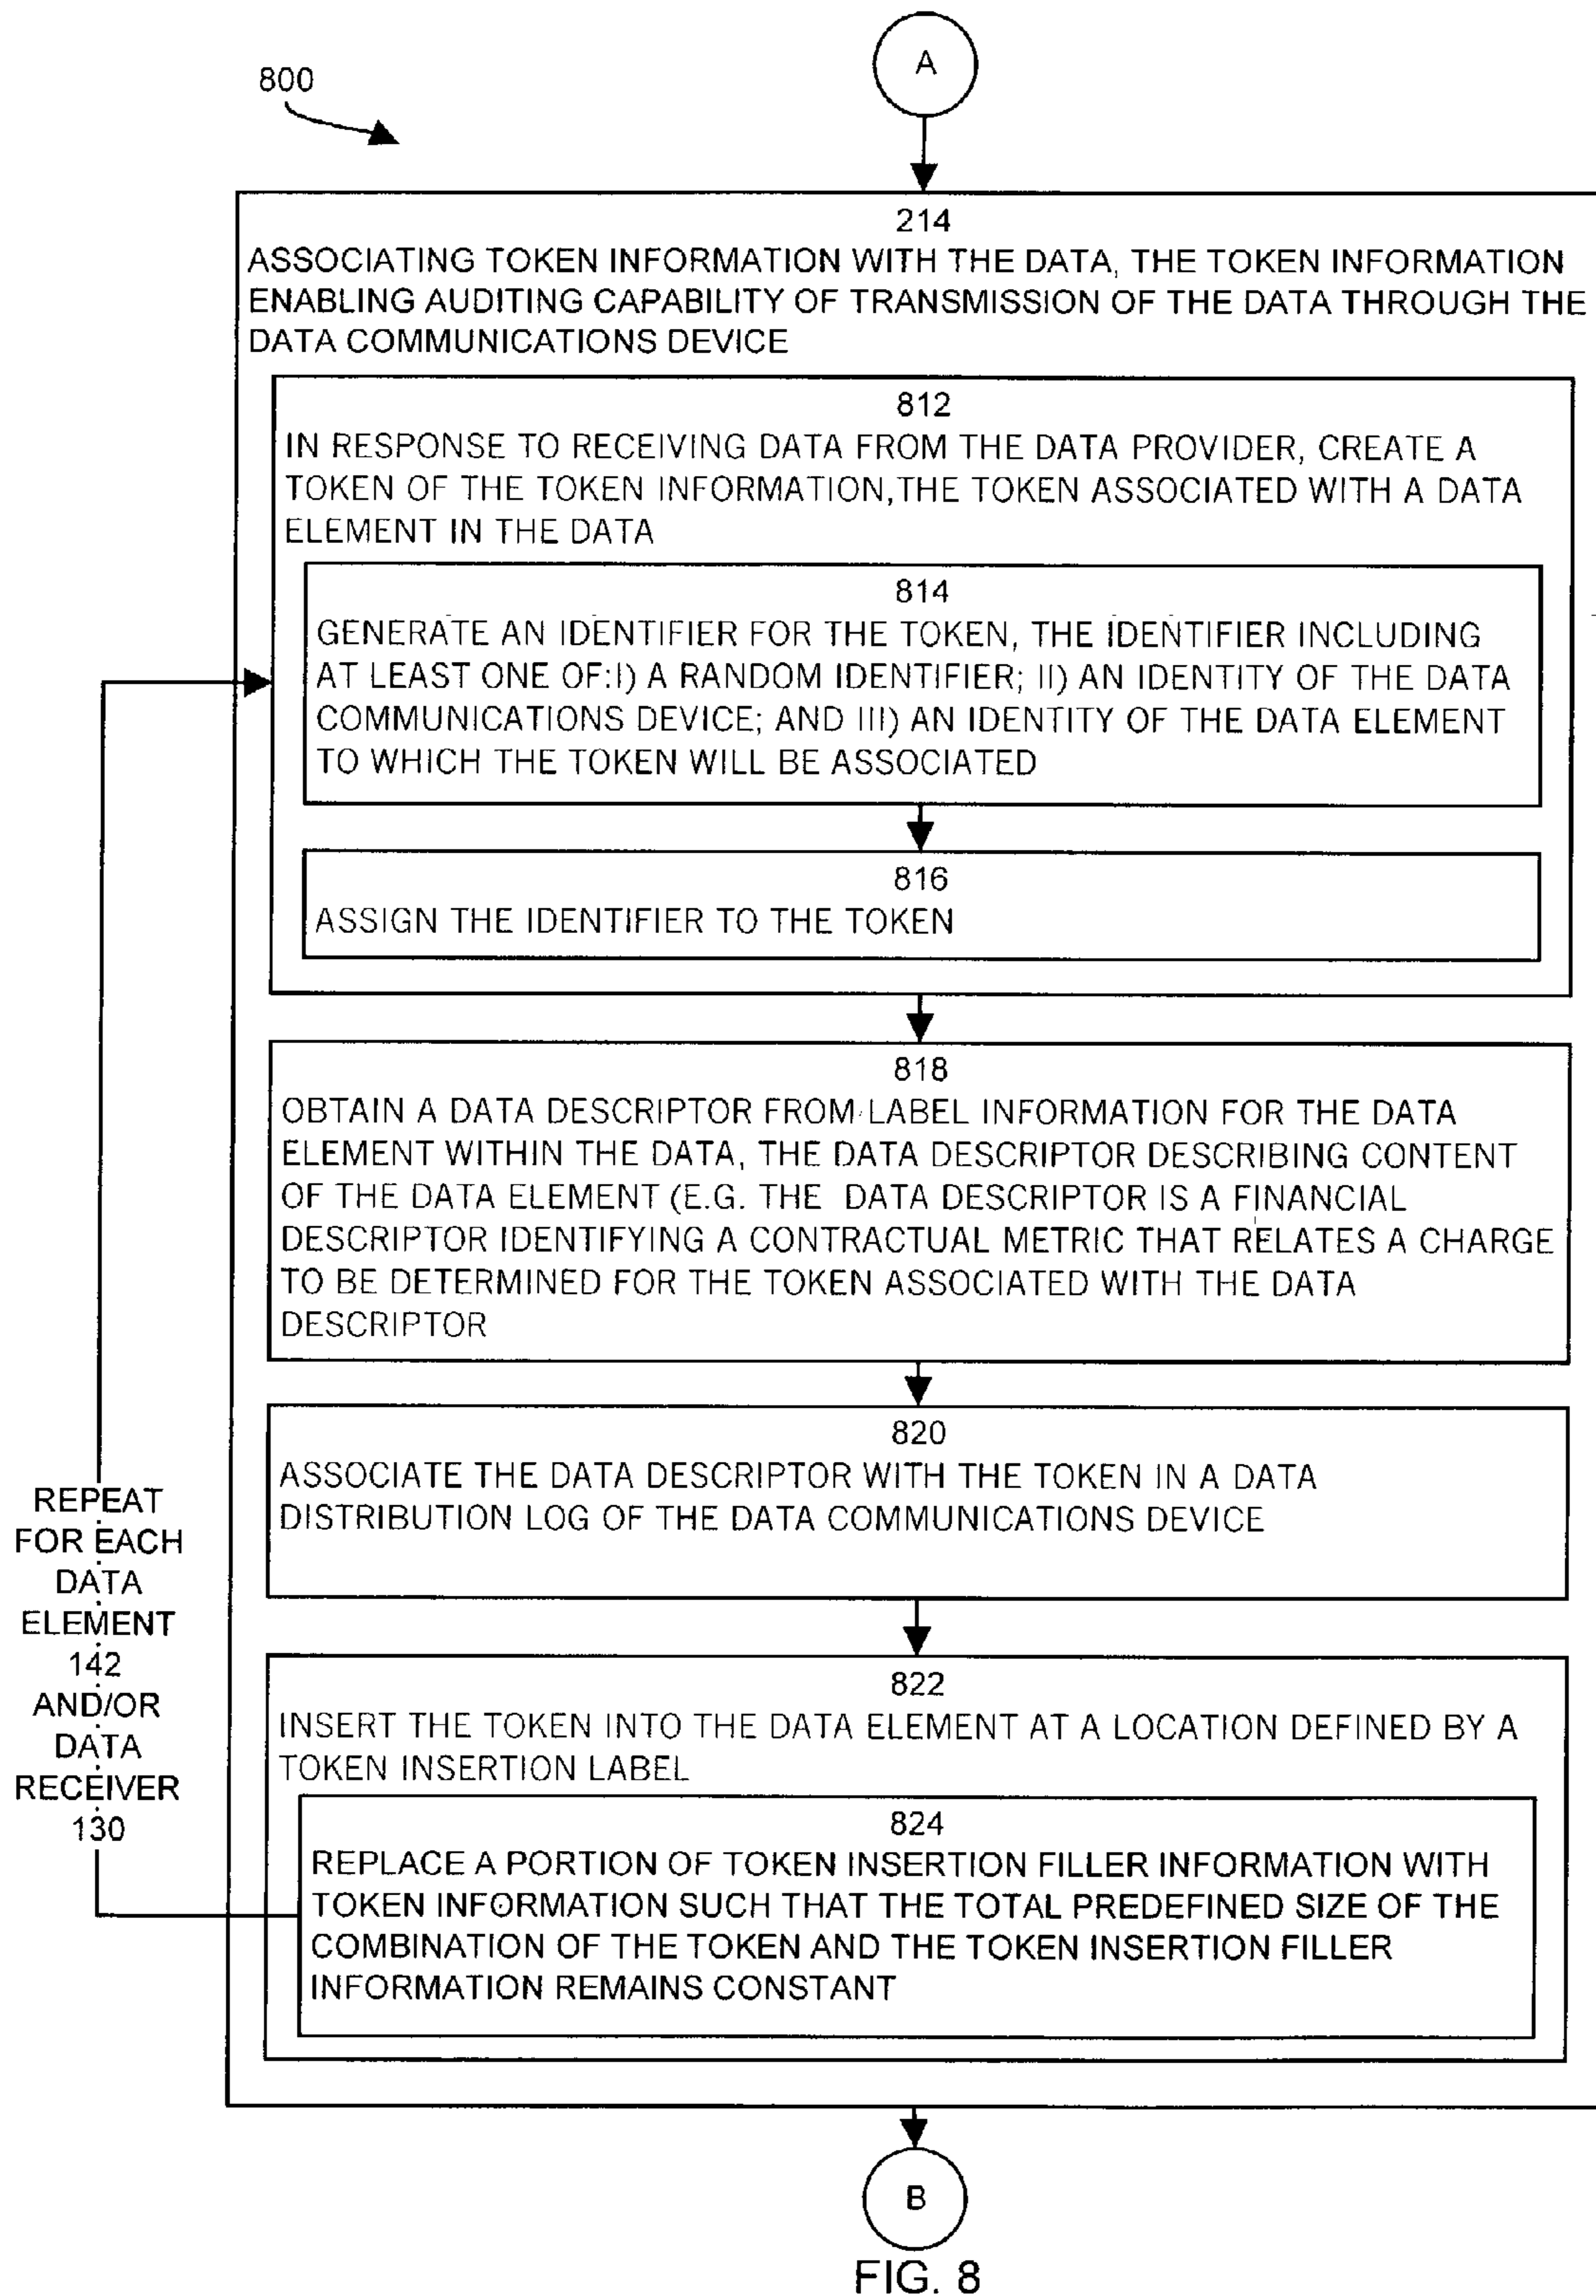 A
800
214
ASSOCIATING TOKEN INFORMATION WITH THE DATA, THE TOKEN INFORMATION
ENABLING AUDITING CAPABILITY OF TRANSMISSION OF THE DATA THROUGH THE
DATA COMMUNICATIONS DEVICE
812
IN RESPONSE TO RECEIVING DATA FROM THE DATA PROVIDER, CREATE A
TOKEN OF THE TOKEN INFORMATION,THE TOKEN ASSOCIATED WITH A DATA
ELEMENT IN THE DATA
814
GENERATE AN IDENTIFIER FOR THE TOKEN, THE IDENTIFIER INCLUDING
AT LEAST ONE OF:I) A RANDOM IDENTIFIER; II) AN IDENTITY OF THE DATA
COMMUNICATIONS DEVICE; AND III) AN IDENTITY OF THE DATA ELEMENT
TO WHICH THE TOKEN WILL BE ASSOCIATED
816
ASSIGN THE IDENTIFIER TO THE TOKEN
818
OBTAIN A DATA DESCRIPTOR FROM LABEL INFORMATION FOR THE DATA
ELEMENT WITHIN THE DATA, THE DATA DESCRIPTOR DESCRIBING CONTENT
OF THE DATA ELEMENT (E.G. THE DATA DESCRIPTOR IS A FINANCIAL
DESCRIPTOR IDENTIFYING A CONTRACTUAL METRIC THAT RELATES A CHARGE
TO BE DETERMINED FOR THE TOKEN ASSOCIATED WITH THE DATA
DESCRIPTOR
820
ASSOCIATE THE DATA DESCRIPTOR WITH THE TOKEN IN A DATA
DISTRIBUTION LOG OF THE DATA COMMUNICATIONS DEVICE
822
INSERT THE TOKEN INTO THE DATA ELEMENT AT A LOCATION DEFINED BY A
TOKEN INSERTION LABEL
824
REPLACE A PORTION OF TOKEN INSERTION FILLER INFORMATION WITH
TOKEN INFORMATION SUCH THAT THE TOTAL PREDEFINED SIZE OF THE
COMBINATION OF THE TOKEN AND THE TOKEN INSERTION FILLER
INFORMATION REMAINS CONSTANT
REPEAT
FOR EACH
DATA
ELEMENT
142
AND/OR
DATA
RECEIVER
130
B
FIG. 8